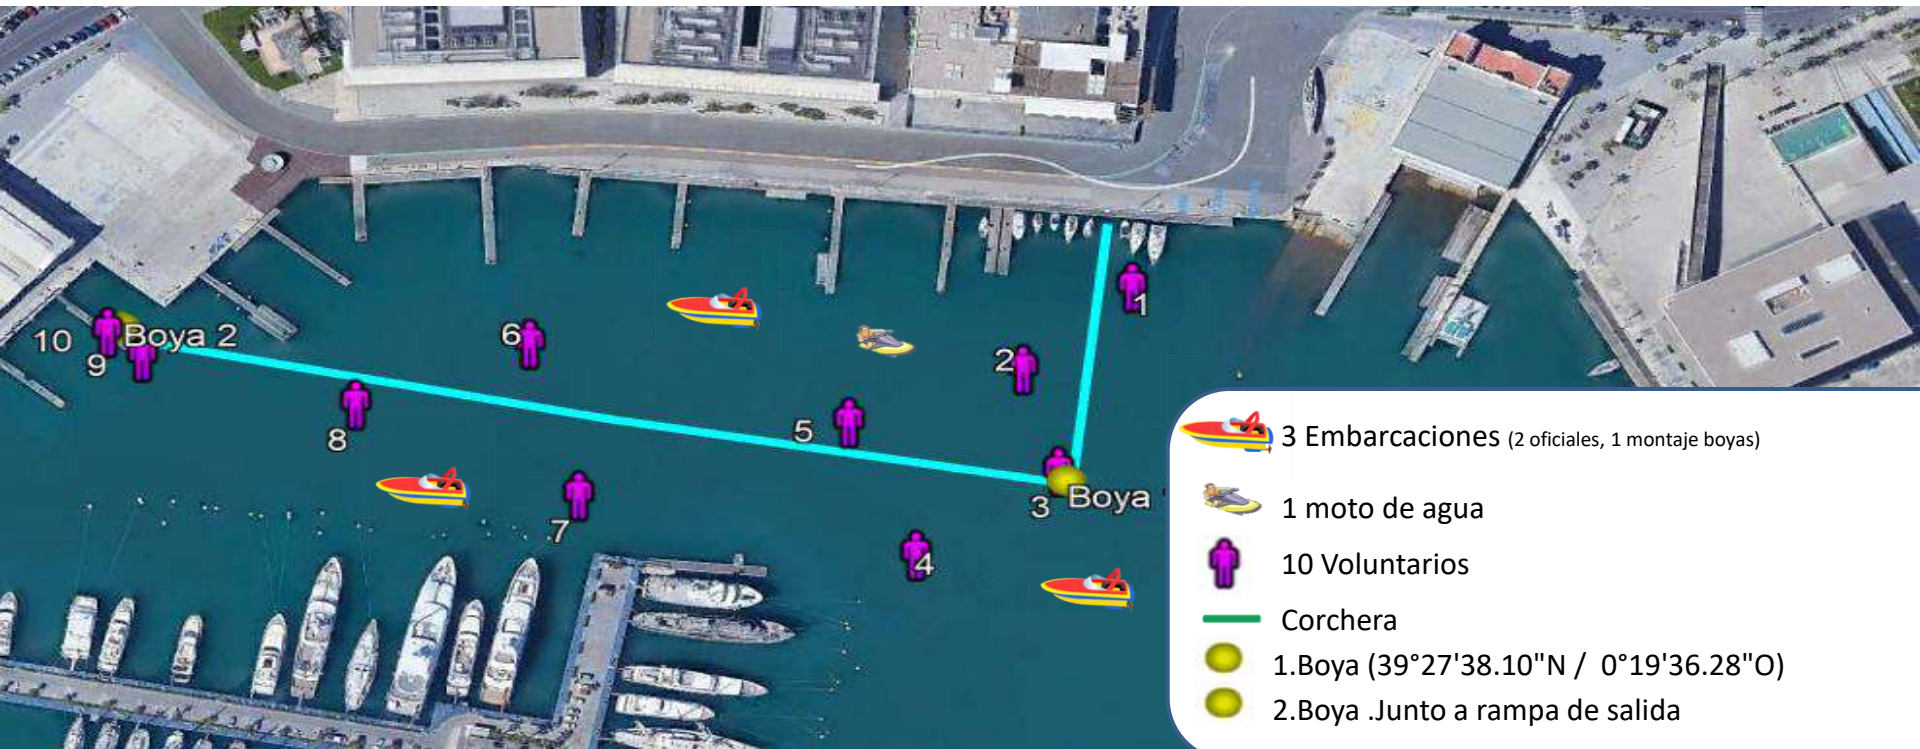 1
6
2
10
Boya 2
9
5
8
3
Boya
7
4
3 Embarcaciones (2 oficiales, 1 montaje boyas)
1 moto de agua
10 Voluntarios
Corchera
1.Boya (39°27'38.10"N / 0°19'36.28"O)
2.Boya .Junto a rampa de salida